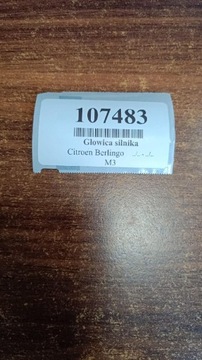 107483
Głowica silnika
Citroen Berlingo
M3